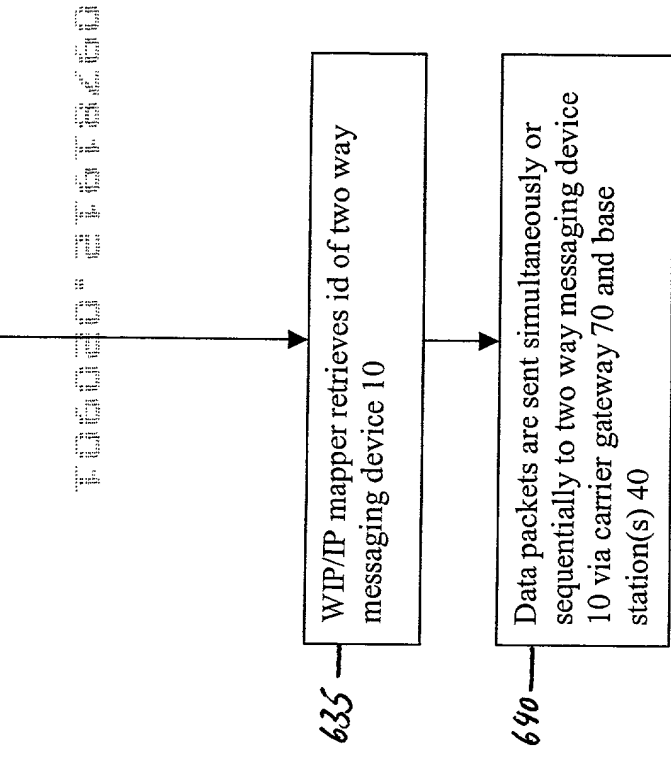 635
WIP/IP mapper retrieves id of two way
messaging device 10
640
Data packets are sent simultaneously or
sequentially to two way messaging device
10 via carrier gateway 70 and base
station(s) 40